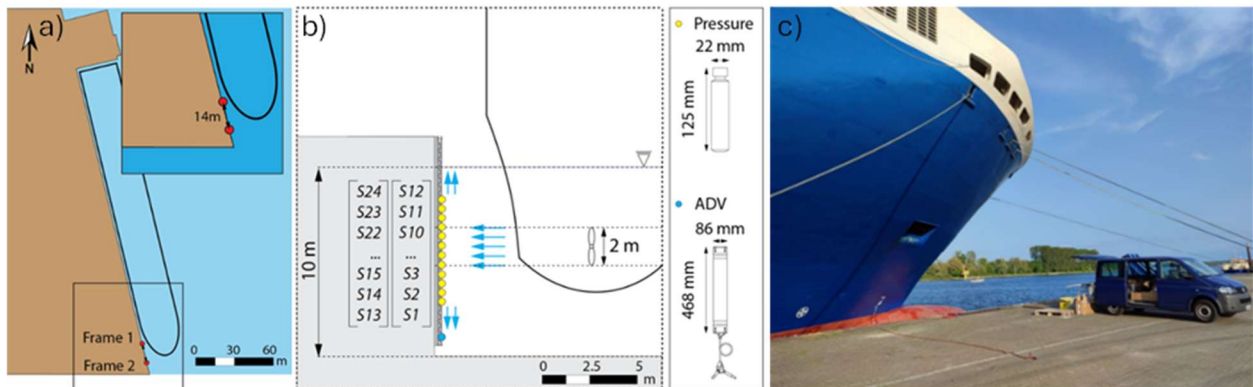 a)
N
14m
Frame 1
Frame 2
0 30 60
m
b)
10 m
S24 S12
S23 S11
S22 S10
... ...
S15 S3
S14 S2
S13 S1
2 m
0 2.5 5
m
Pressure
22 mm
125 mm
ADV
86 mm
468 mm
c)